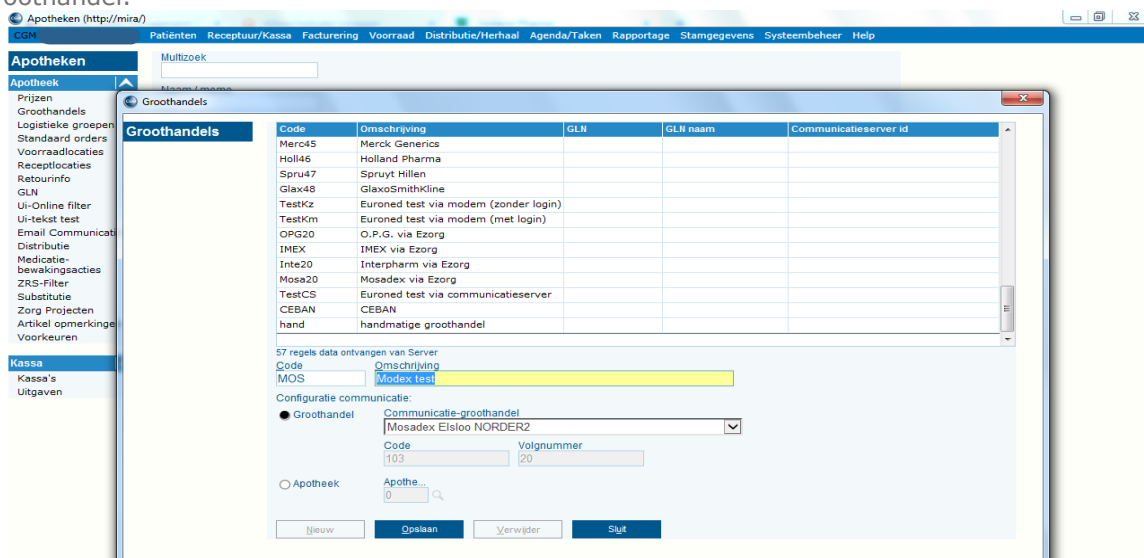 oothandel.
Apotheken (http://mira/)
CGM
Patiënten Receptuur/Kassa Facturering Voorraad Distributie/Herhaal Agenda/Taken Rapportage Stamgegevens Systeembeheer Help
Apotheken
Multizoek
Apotheek
Prijzen
Groothandels
Logistieke groepen
Standaard orders
Voorraadlocaties
Receptlocaties
Retourinfo
GLN
Ui-Online filter
Ui-tekst test
Email Communicati
Distributie
Medicatie-
bewakingsacties
ZRS-Filter
Substitutie
Zorg Projecten
Artikel opmerkinge
Voorkeuren
Kassa
Kassa's
Uitgaven
Groothandels
Groothandels
Code Omschrijving GLN GLN naam Communicatieserver id
Merc45 Merck Generics
Holl46 Holland Pharma
Spru47 Spruyt Hillen
Glax48 GlaxoSmithKline
TestKz Euroned test via modem (zonder login)
TestKm Euroned test via modem (met login)
OPG20 O.P.G. via Ezorg
IMEX IMEX via Ezorg
Inte20 Interpharm via Ezorg
Mosa20 Mosadex via Ezorg
TestCS Euroned test via communicatieserver
CEBAN CEBAN
hand handmatige groothandel
57 regels data ontvangen van Server
Code Omschrijving
MOS Modex test
Configuratie communicatie:
Groothandel Communicatie-groothandel
Mosadex Elsloo NORDER2
Code Volgnummer
103 20
Apotheek Apothe...
0
Nieuw Opslaan Verwijder Sluit